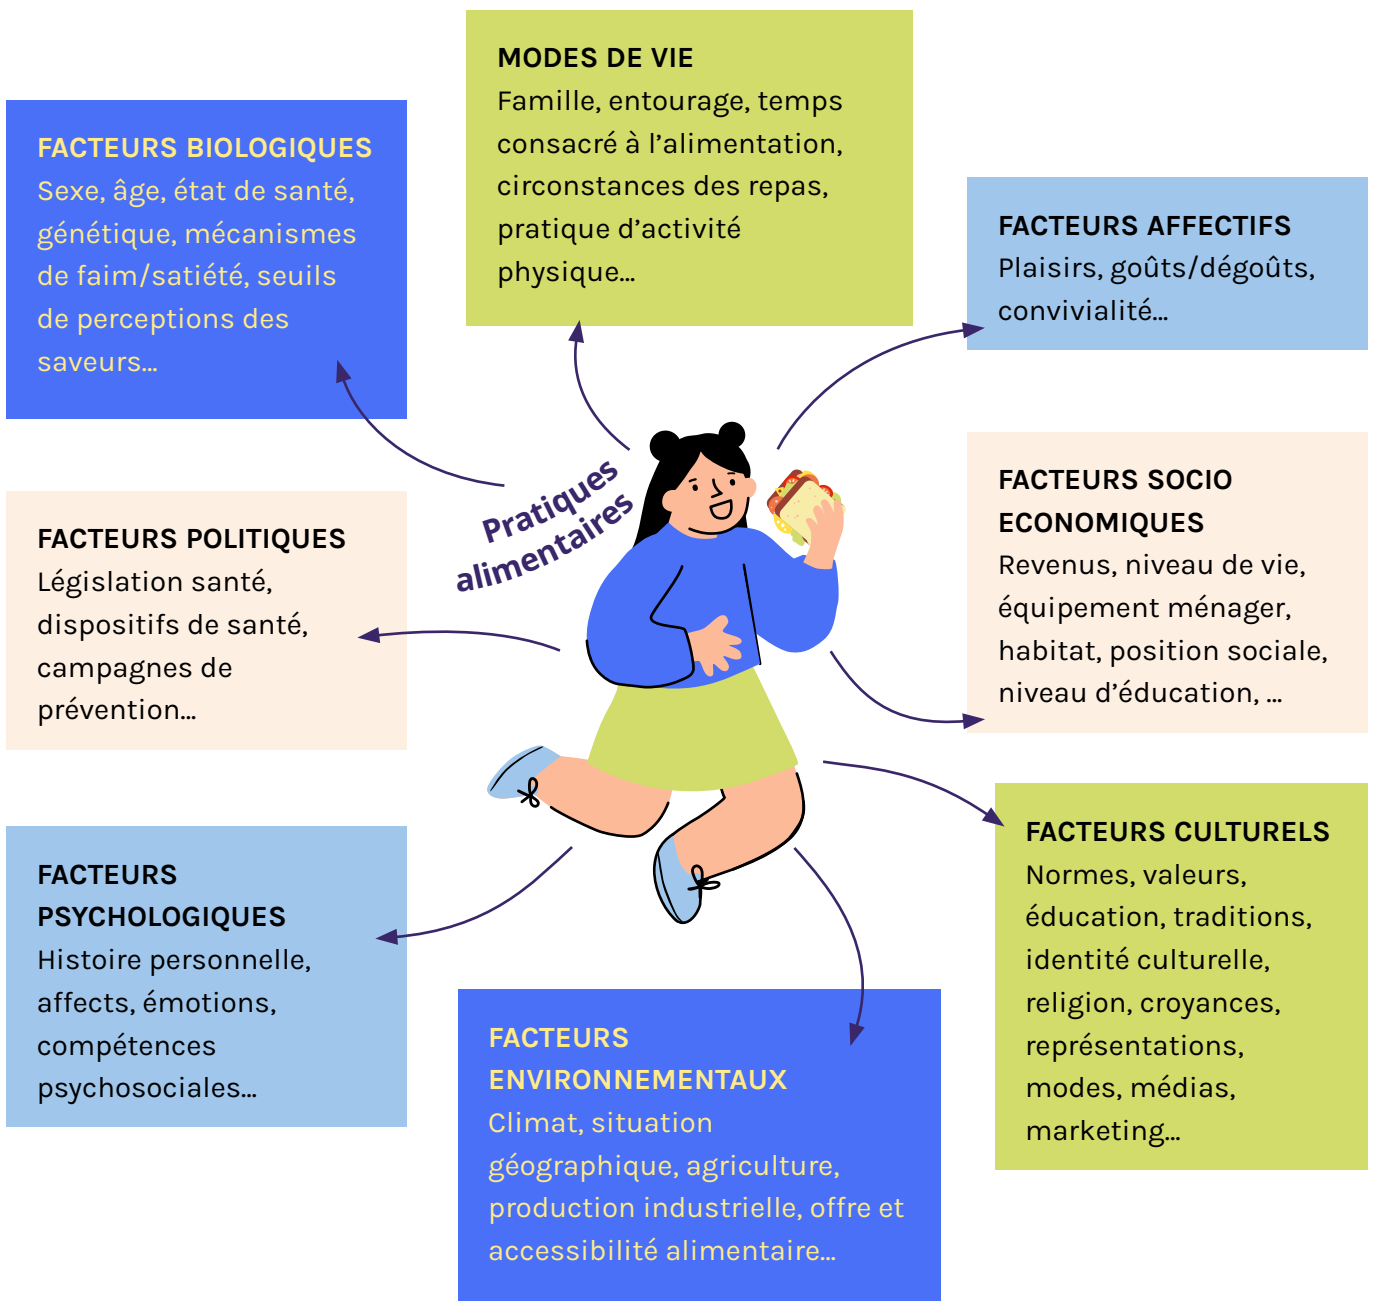 MODES DE VIE
Famille, entourage, temps
consacré à l’alimentation,
circonstances des repas,
pratique d’activité
physique...
FACTEURS BIOLOGIQUES
Sexe, âge, état de santé,
génétique, mécanismes
de faim/satiété, seuils
de perceptions des
saveurs...
FACTEURS AFFECTIFS
Plaisirs, goûts/dégoûts,
convivialité...
Pratiques
alimentaires
FACTEURS SOCIO
ECONOMIQUES
Revenus, niveau de vie,
équipement ménager,
habitat, position sociale,
niveau d’éducation, ...
FACTEURS POLITIQUES
Législation santé,
dispositifs de santé,
campagnes de
prévention...
FACTEURS CULTURELS
Normes, valeurs,
éducation, traditions,
identité culturelle,
religion, croyances,
représentations,
modes, médias,
marketing...
FACTEURS
PSYCHOLOGIQUES
Histoire personnelle,
affects, émotions,
compétences
psychosociales...
FACTEURS
ENVIRONNEMENTAUX
Climat, situation
géographique, agriculture,
production industrielle, offre et
accessibilité alimentaire...